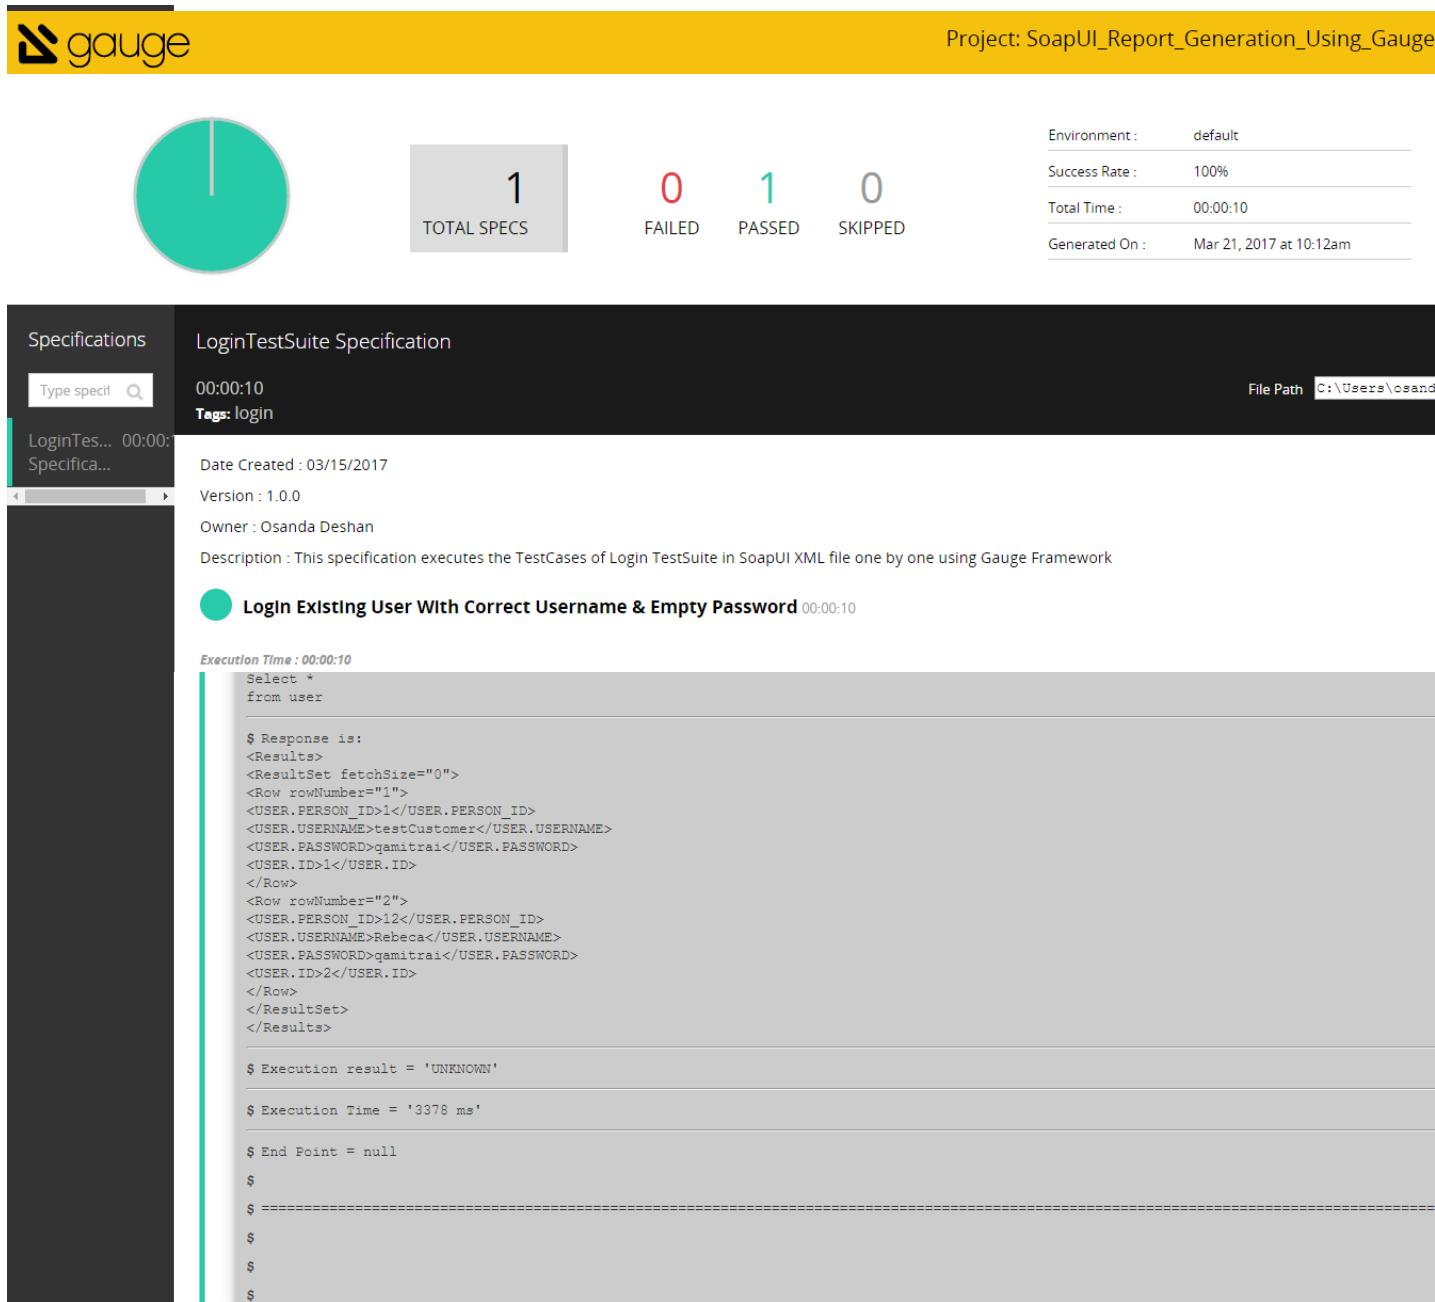 gauge
Project: SoapUI_Report_Generation_Using_Gauge
1
TOTAL SPECS
0
FAILED
1
PASSED
0
SKIPPED
Environment : default
Success Rate : 100%
Total Time : 00:00:10
Generated On : Mar 21, 2017 at 10:12am
Specifications
LoginTes... 00:00:
Specifica...
LoginTestSuite Specification
00:00:10
Tags: login
File Path C:\Users\osand
Date Created : 03/15/2017
Version : 1.0.0
Owner : Osanda Deshan
Description : This specification executes the TestCases of Login TestSuite in SoapUI XML file one by one using Gauge Framework
Login Existing User With Correct Username & Empty Password 00:00:10
Execution Time : 00:00:10
Select *
from user
$ Response is:
<Results>
<ResultSet fetchSize="0">
<Row rowNumber="1">
<USER.PERSON_ID>1</USER.PERSON_ID>
<USER.USERNAME>testCustomer</USER.USERNAME>
<USER.PASSWORD>qamitrai</USER.PASSWORD>
<USER.ID>1</USER.ID>
</Row>
<Row rowNumber="2">
<USER.PERSON_ID>12</USER.PERSON_ID>
<USER.USERNAME>Rebeca</USER.USERNAME>
<USER.PASSWORD>qamitrai</USER.PASSWORD>
<USER.ID>2</USER.ID>
</Row>
</ResultSet>
</Results>
$ Execution result = 'UNKNOWN'
$ Execution Time = '3378 ms'
$ End Point = null
$
$ ==========================================================================================================================================
$
$
$